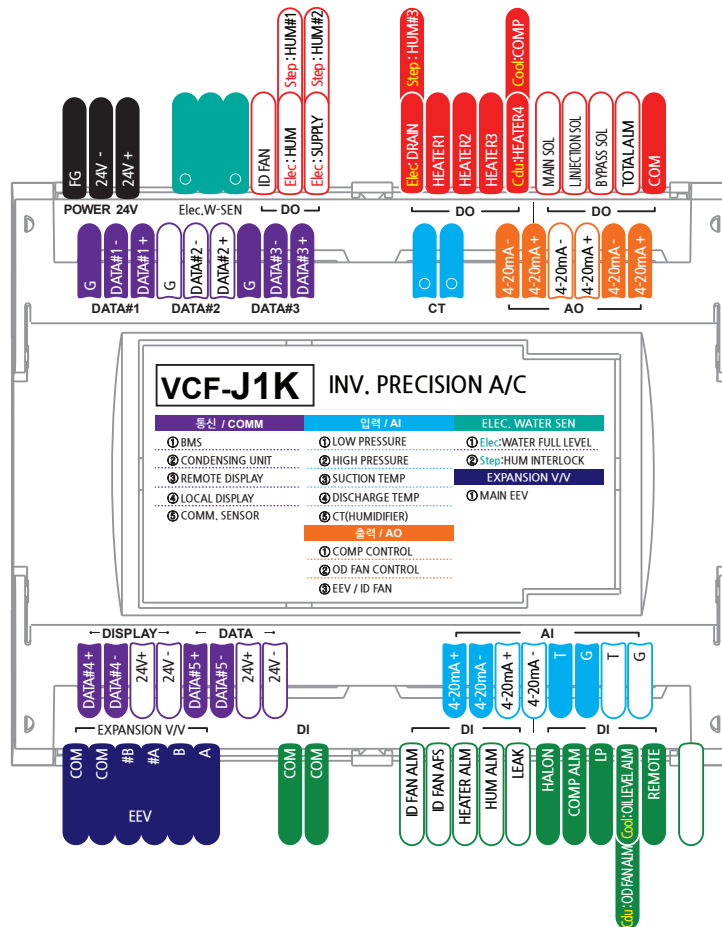 Step : HUM#1
Step : HUM#2
Step : HUM#3
Cool:COMP
FG
24V -
24V +
ID FAN
Elec : HUM
Elec : SUPPLY
Elec: DRAIN
HEATER1
HEATER2
HEATER3
Cdu:HEATER4
MAIN SOL
L.INJECTION SOL
BYPASS SOL
TOTAL ALM
COM
POWER 24V
Elec.W-SEN
DO
DO
DO
G
DATA#1 -
DATA#1 +
G
DATA#2 -
DATA#2 +
G
DATA#3 -
DATA#3 +
4-20mA -
4-20mA +
4-20mA -
4-20mA +
4-20mA -
4-20mA +
DATA#1
DATA#2
DATA#3
CT
AO
VCF-J1K
INV. PRECISION A/C
통신 / COMM
① BMS
② CONDENSING UNIT
③ REMOTE DISPLAY
④ LOCAL DISPLAY
⑤ COMM. SENSOR
입력 / AI
① LOW PRESSURE
② HIGH PRESSURE
③ SUCTION TEMP
④ DISCHARGE TEMP
⑤ CT(HUMIDIFIER)
출력 / AO
① COMP CONTROL
② OD FAN CONTROL
③ EEV / ID FAN
ELEC. WATER SEN
① Elec:WATER FULL LEVEL
② Step:HUM INTERLOCK
EXPANSION V/V
① MAIN EEV
DISPLAY
DATA
AI
DATA#4 +
DATA#4 -
24V+
24V -
DATA#5 +
DATA#5 -
24V+
24V -
4-20mA +
4-20mA -
4-20mA +
4-20mA -
T
G
T
G
EXPANSION V/V
DI
DI
DI
COM
COM
#B
#A
B
A
EEV
COM
COM
ID FAN ALM
ID FAN AFS
HEATER ALM
HUM ALM
LEAK
HALON
COMP ALM
LP
Cool: OIL LEVEL ALM
REMOTE
Cdu : OD FAN ALM